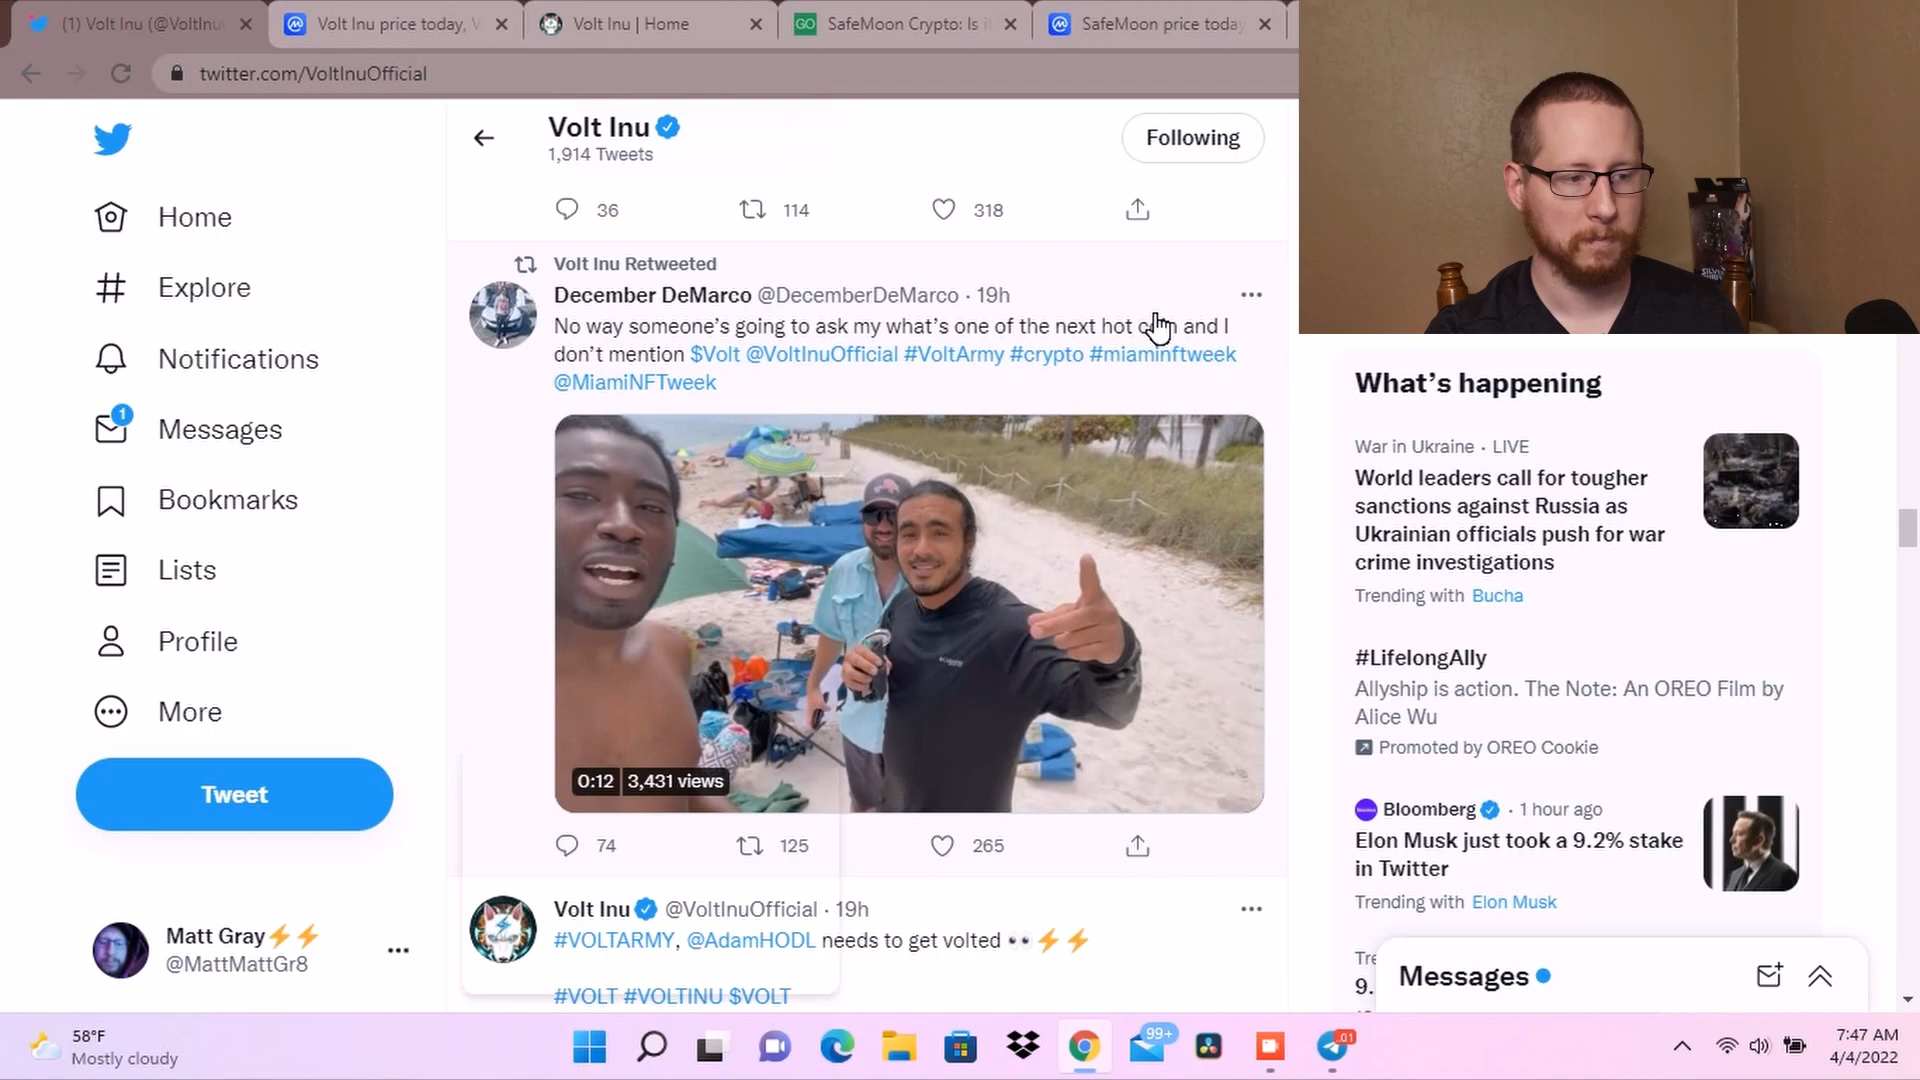 (1) Volt Inu (@VoltInu
Volt Inu price today, V
Volt Inu | Home
GO
SafeMoon Crypto: Is i
SafeMoon price today
twitter.com/VoltInuOfficial
Volt Inu
1,914 Tweets
Following
Home
Explore
Notifications
1
Messages
Bookmarks
Lists
Profile
More
Tweet
Matt Gray⚡⚡
@MattMattGr8
36 114 318
Volt Inu Retweeted
December DeMarco @DecemberDeMarco · 19h
No way someone's going to ask my what's one of the next hot and I
don't mention $Volt @VoltInuOfficial #VoltArmy #crypto #miaminftweek
@MiamiNFTweek
0:12 3,431 views
74 125 265
Volt Inu @VoltInuOfficial · 19h
#VOLTARMY, @AdamHODL needs to get volted 👀⚡⚡
#VOLT #VOLTINU $VOLT
What's happening
War in Ukraine · LIVE
World leaders call for tougher
sanctions against Russia as
Ukrainian officials push for war
crime investigations
Trending with Bucha
#LifelongAlly
Allyship is action. The Note: An OREO Film by
Alice Wu
Promoted by OREO Cookie
Bloomberg · 1 hour ago
Elon Musk just took a 9.2% stake
in Twitter
Trending with Elon Musk
Tre
9.
Messages
58°F
Mostly cloudy
99+
7:47 AM
4/4/2022